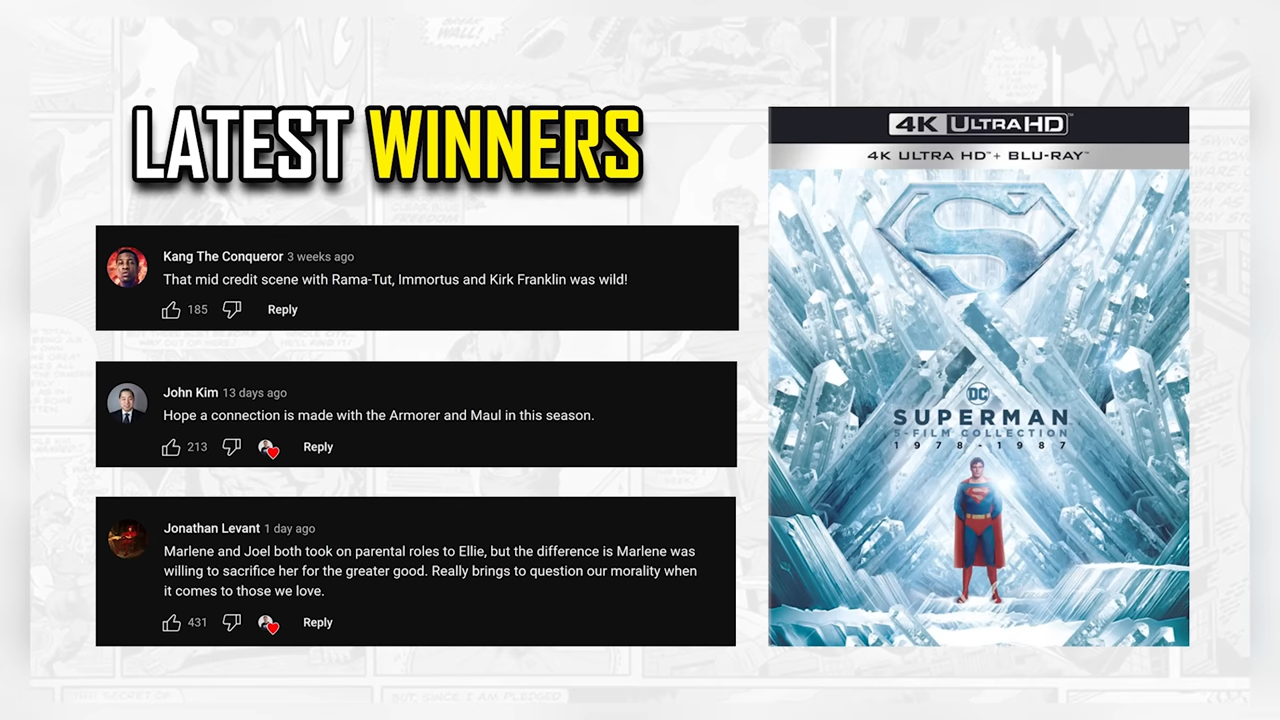 LATEST WINNERS
Kang The Conqueror 3 weeks ago
That mid credit scene with Rama-Tut, Immortus and Kirk Franklin was wild!
185 Reply
John Kim 13 days ago
Hope a connection is made with the Armorer and Maul in this season.
213 Reply
Jonathan Levant 1 day ago
Marlene and Joel both took on parental roles to Ellie, but the difference is Marlene was
willing to sacrifice her for the greater good. Really brings to question our morality when
it comes to those we love.
431 Reply
4K ULTRA HD™
4K ULTRA HD™ + BLU-RAY™
S
DC
SUPERMAN
5-FILM COLLECTION
1978-1987